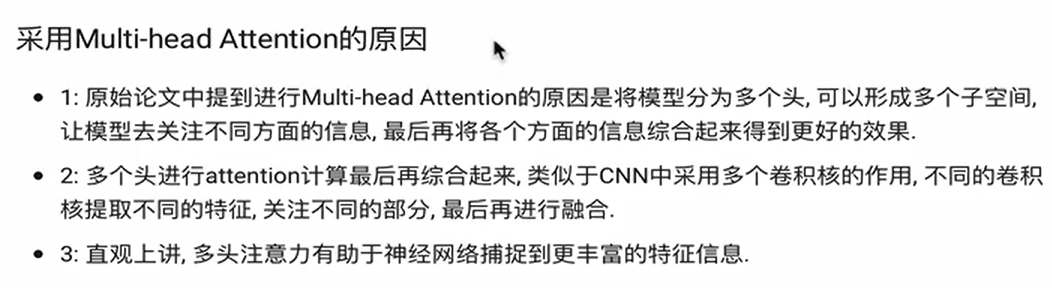 采用Multi-head Attention的原因
• 1: 原始论文中提到进行Multi-head Attention的原因是将模型分为多个头, 可以形成多个子空间,
让模型去关注不同方面的信息, 最后再将各个方面的信息综合起来得到更好的效果.
• 2: 多个头进行attention计算最后再综合起来, 类似于CNN中采用多个卷积核的作用, 不同的卷积
核提取不同的特征, 关注不同的部分, 最后再进行融合.
• 3: 直观上讲, 多头注意力有助于神经网络捕捉到更丰富的特征信息.